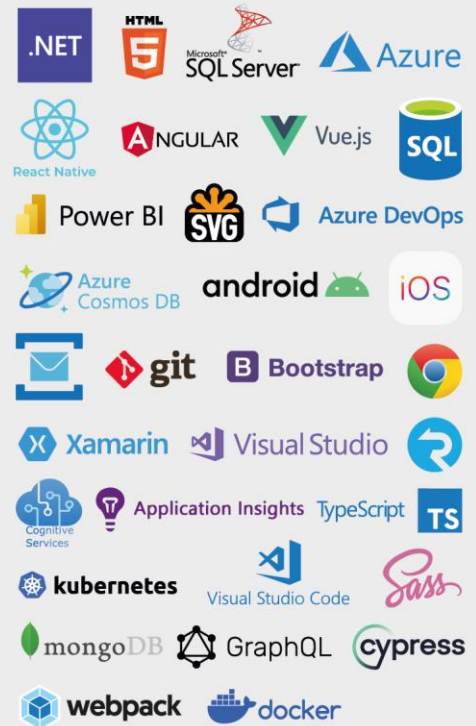 .NET
HTML
5
Microsoft®
SQL Server™
Azure
React Native
ANGULAR
Vue.js
SQL
Power BI
SVG
Azure DevOps
Azure
Cosmos DB
android
iOS
git
B Bootstrap
Xamarin
Visual Studio
Cognitive
Services
Application Insights
TypeScript
TS
kubernetes
Visual Studio Code
Sass
mongoDB
GraphQL
cypress
webpack
docker